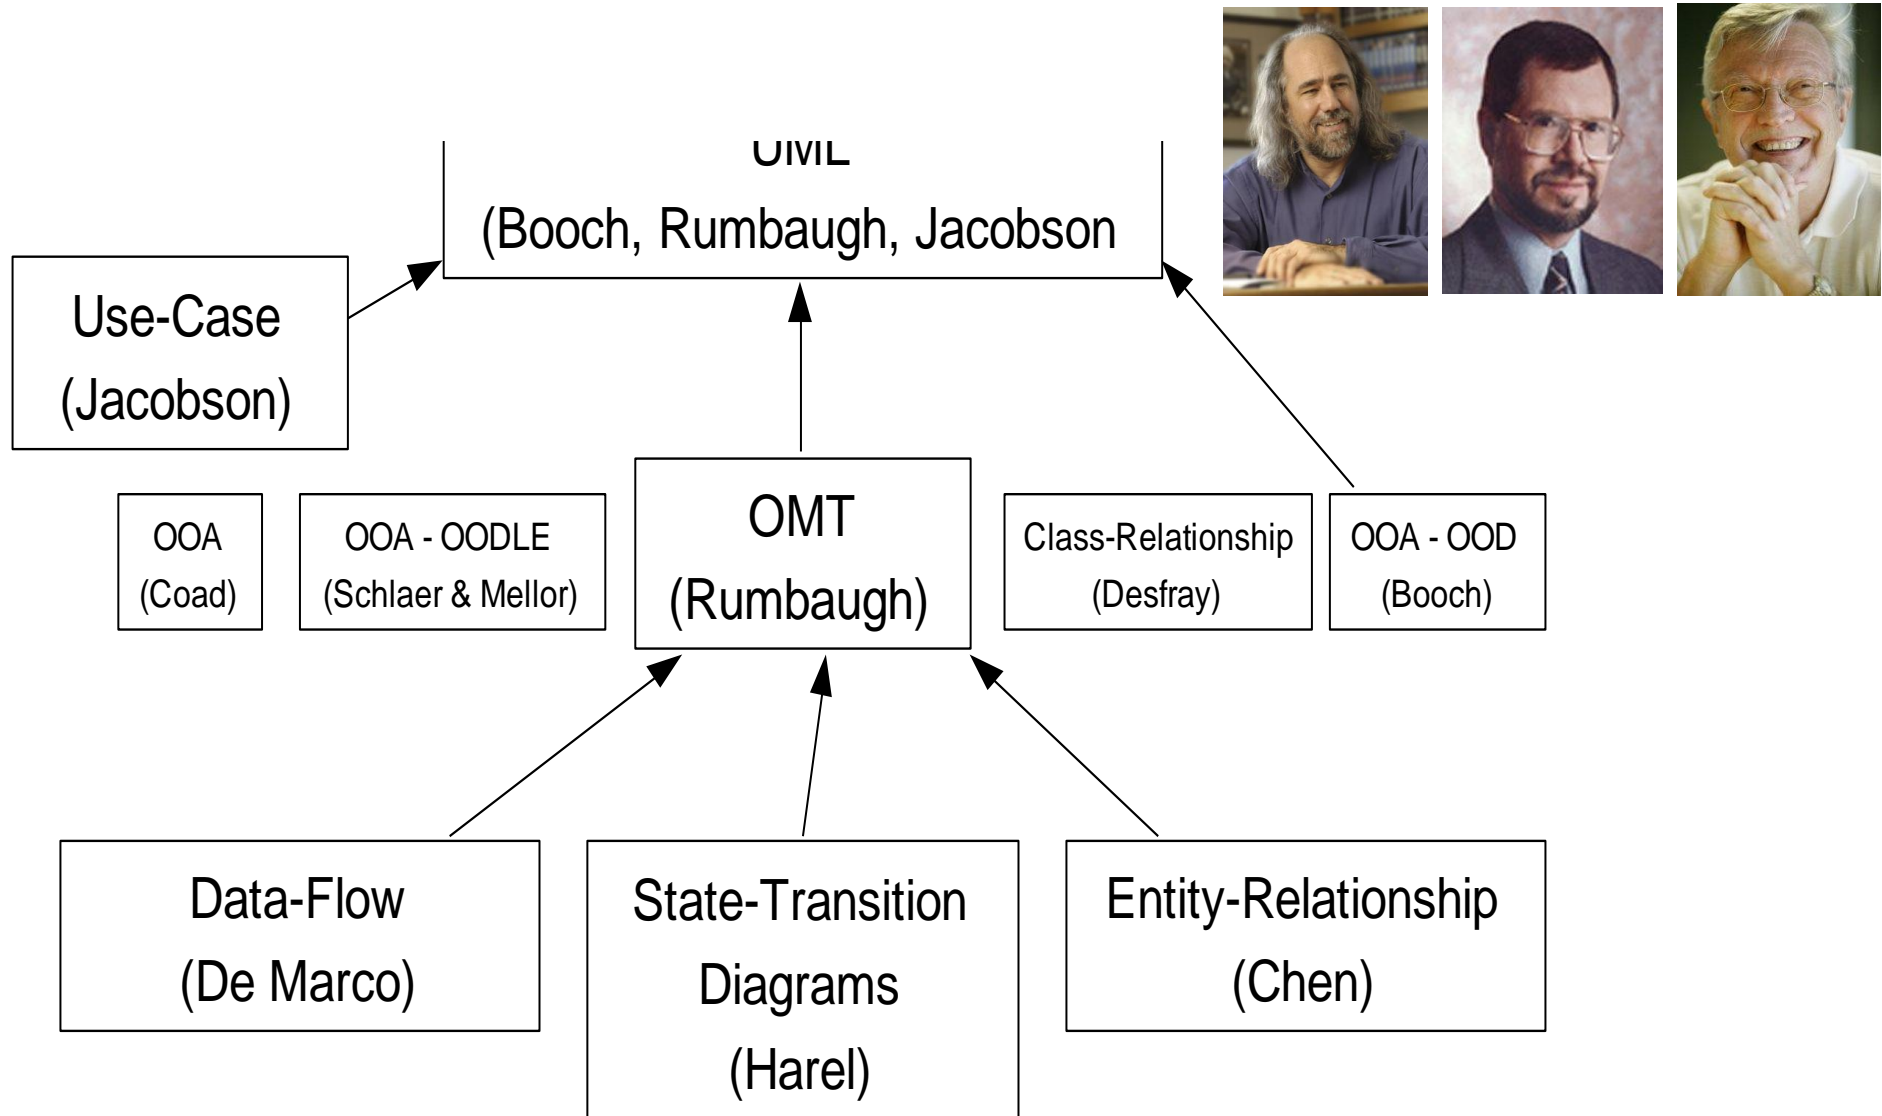 UML
(Booch, Rumbaugh, Jacobson
Use-Case
(Jacobson)
OOA
(Coad)
OOA - OODLE
(Schlaer & Mellor)
OMT
(Rumbaugh)
Class-Relationship
(Desfray)
OOA - OOD
(Booch)
Data-Flow
(De Marco)
State-Transition
Diagrams
(Harel)
Entity-Relationship
(Chen)